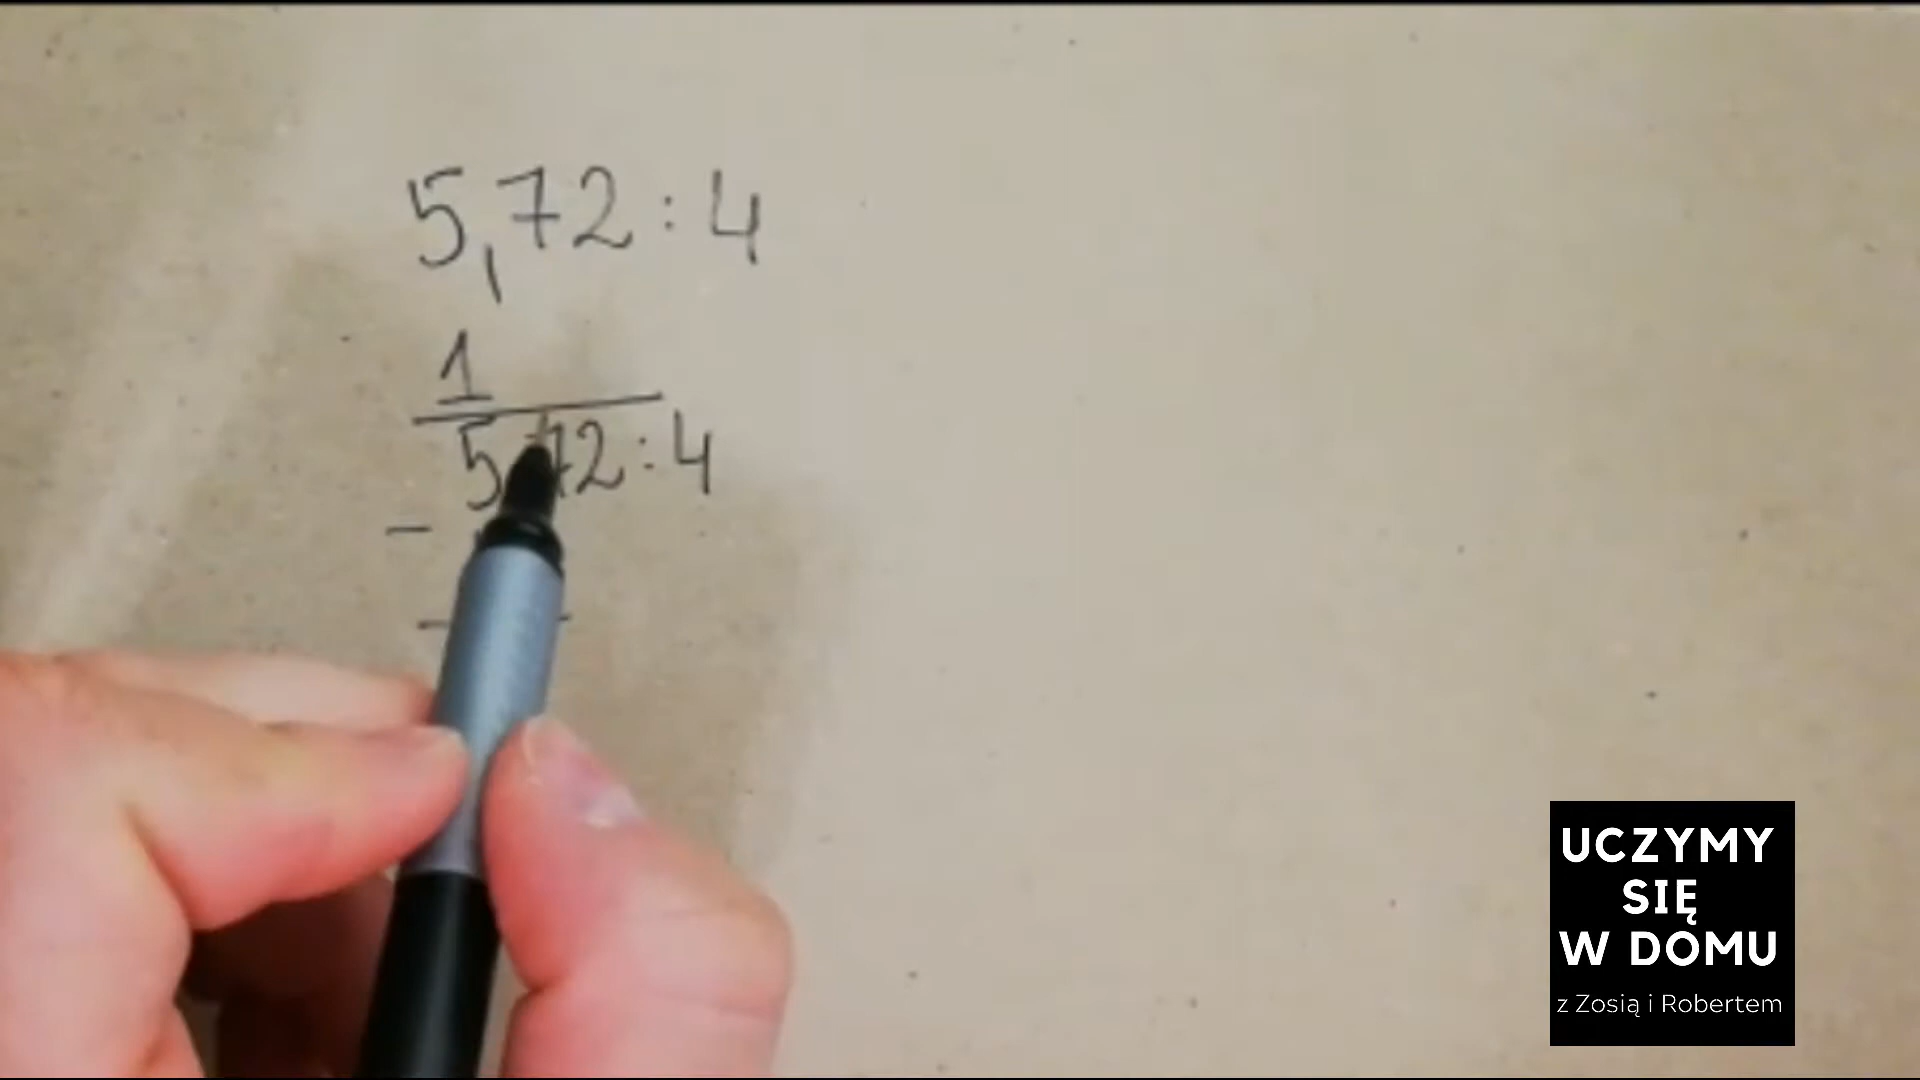 5,72 : 4
1
5,72 : 4
-
UCZYMY
SIĘ
W DOMU
z Zosią i Robertem